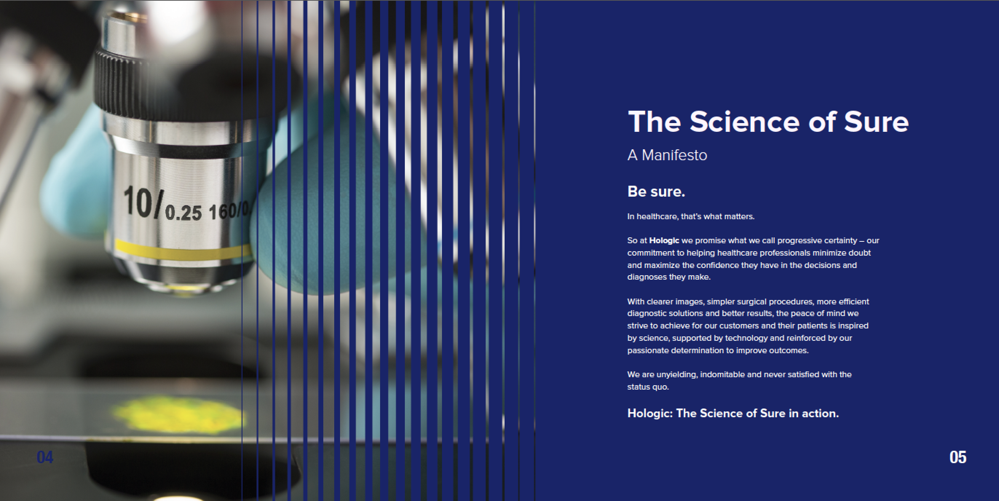 10/0.25 160/0.
The Science of Sure
A Manifesto
Be sure.
In healthcare, that's what matters.
So at Hologic we promise what we call progressive certainty – our
commitment to helping healthcare professionals minimize doubt
and maximize the confidence they have in the decisions and
diagnoses they make.
With clearer images, simpler surgical procedures, more efficient
diagnostic solutions and better results, the peace of mind we
strive to achieve for our customers and their patients is inspired
by science, supported by technology and reinforced by our
passionate determination to improve outcomes.
We are unyielding, indomitable and never satisfied with the
status quo.
Hologic: The Science of Sure in action.
04
05